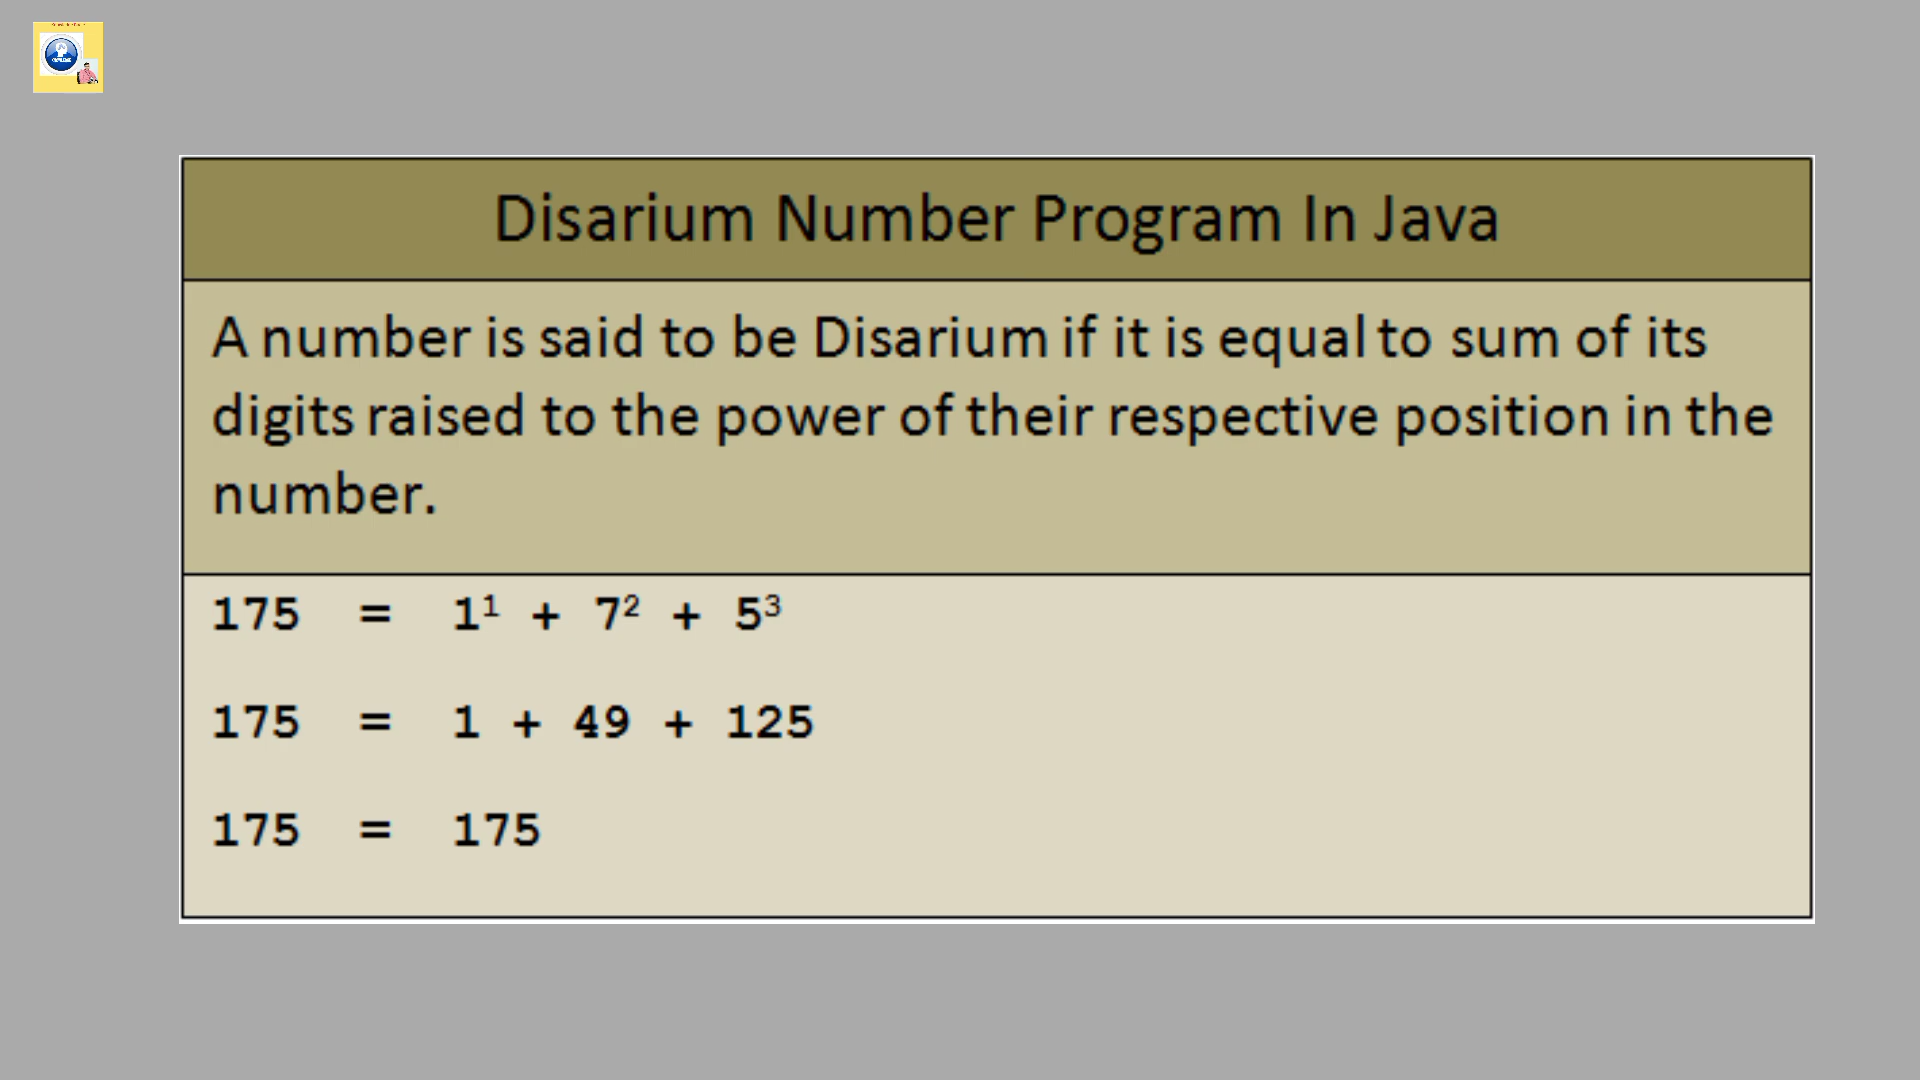 Disarium Number Program In Java
A number is said to be Disarium if it is equal to sum of its
digits raised to the power of their respective position in the
number.
175 = 1¹ + 7² + 5³
175 = 1 + 49 + 125
175 = 175